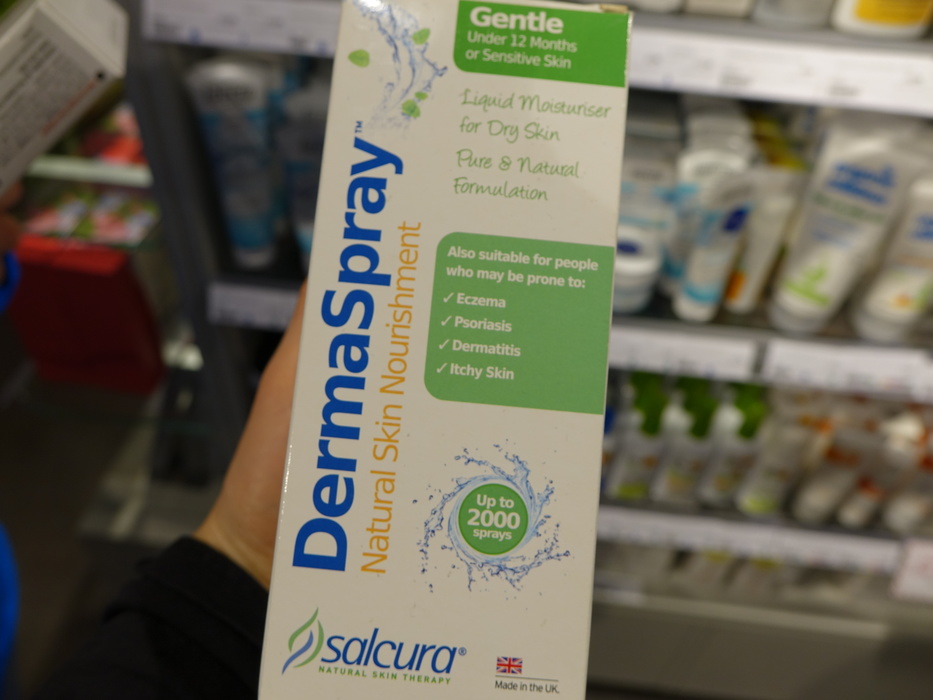 Gentle
Under 12 Months
or Sensitive Skin
Liquid Moisturiser
for Dry Skin
Pure & Natural
Formulation
DermaSpray™
Natural Skin Nourishment
Also suitable for people
who may be prone to:
✓ Eczema
✓ Psoriasis
✓ Dermatitis
✓ Itchy Skin
Up to
2000
sprays
salcura®
NATURAL SKIN THERAPY
Made in the UK.